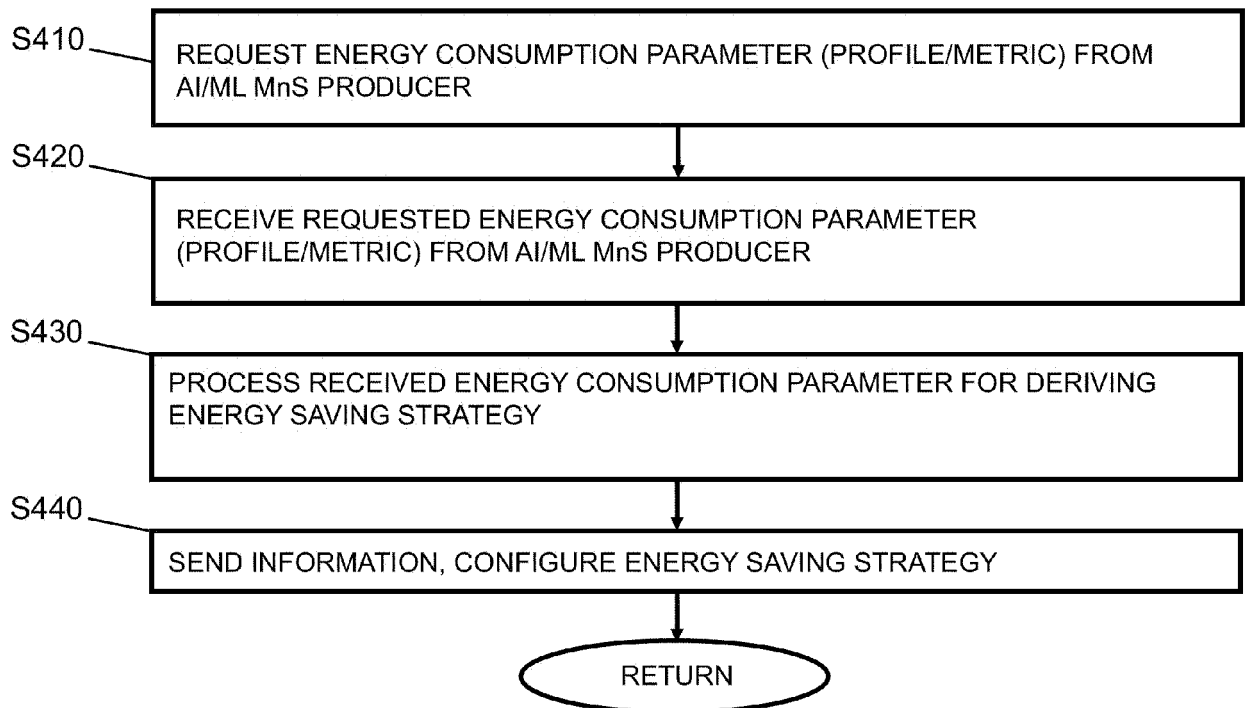 S410
REQUEST ENERGY CONSUMPTION PARAMETER (PROFILE/METRIC) FROM
AI/ML MnS PRODUCER
S420
RECEIVE REQUESTED ENERGY CONSUMPTION PARAMETER
(PROFILE/METRIC) FROM AI/ML MnS PRODUCER
S430
PROCESS RECEIVED ENERGY CONSUMPTION PARAMETER FOR DERIVING
ENERGY SAVING STRATEGY
S440
SEND INFORMATION, CONFIGURE ENERGY SAVING STRATEGY
RETURN